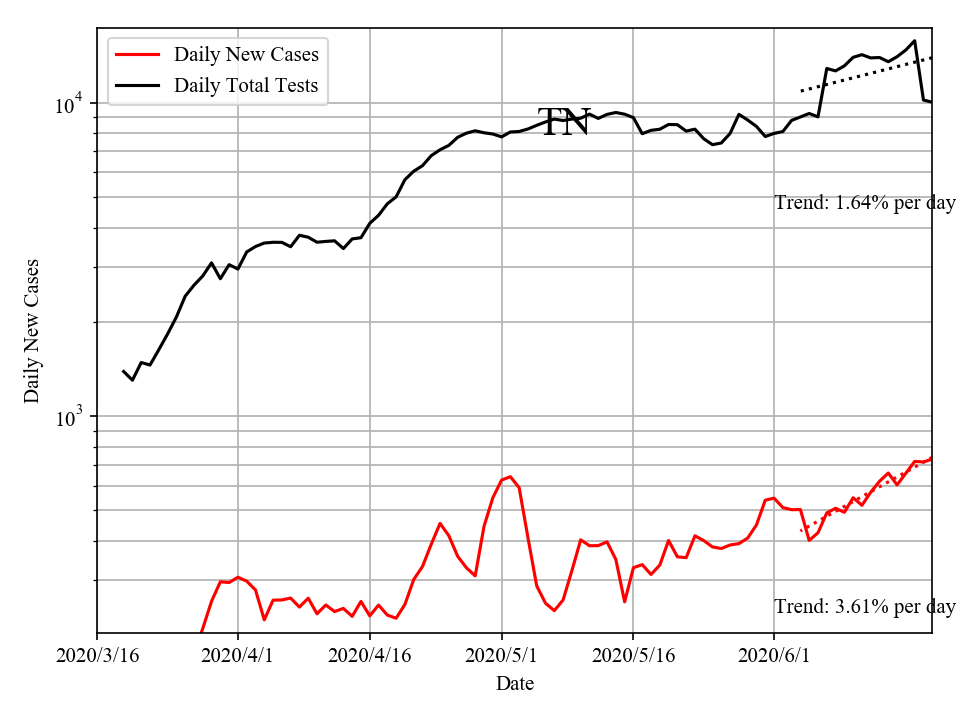 Daily New Cases
Daily Total Tests
10^4
TN
Trend: 1.64% per day
Daily New Cases
10^3
Trend: 3.61% per day
2020/3/16 2020/4/1 2020/4/16 2020/5/1 2020/5/16 2020/6/1
Date